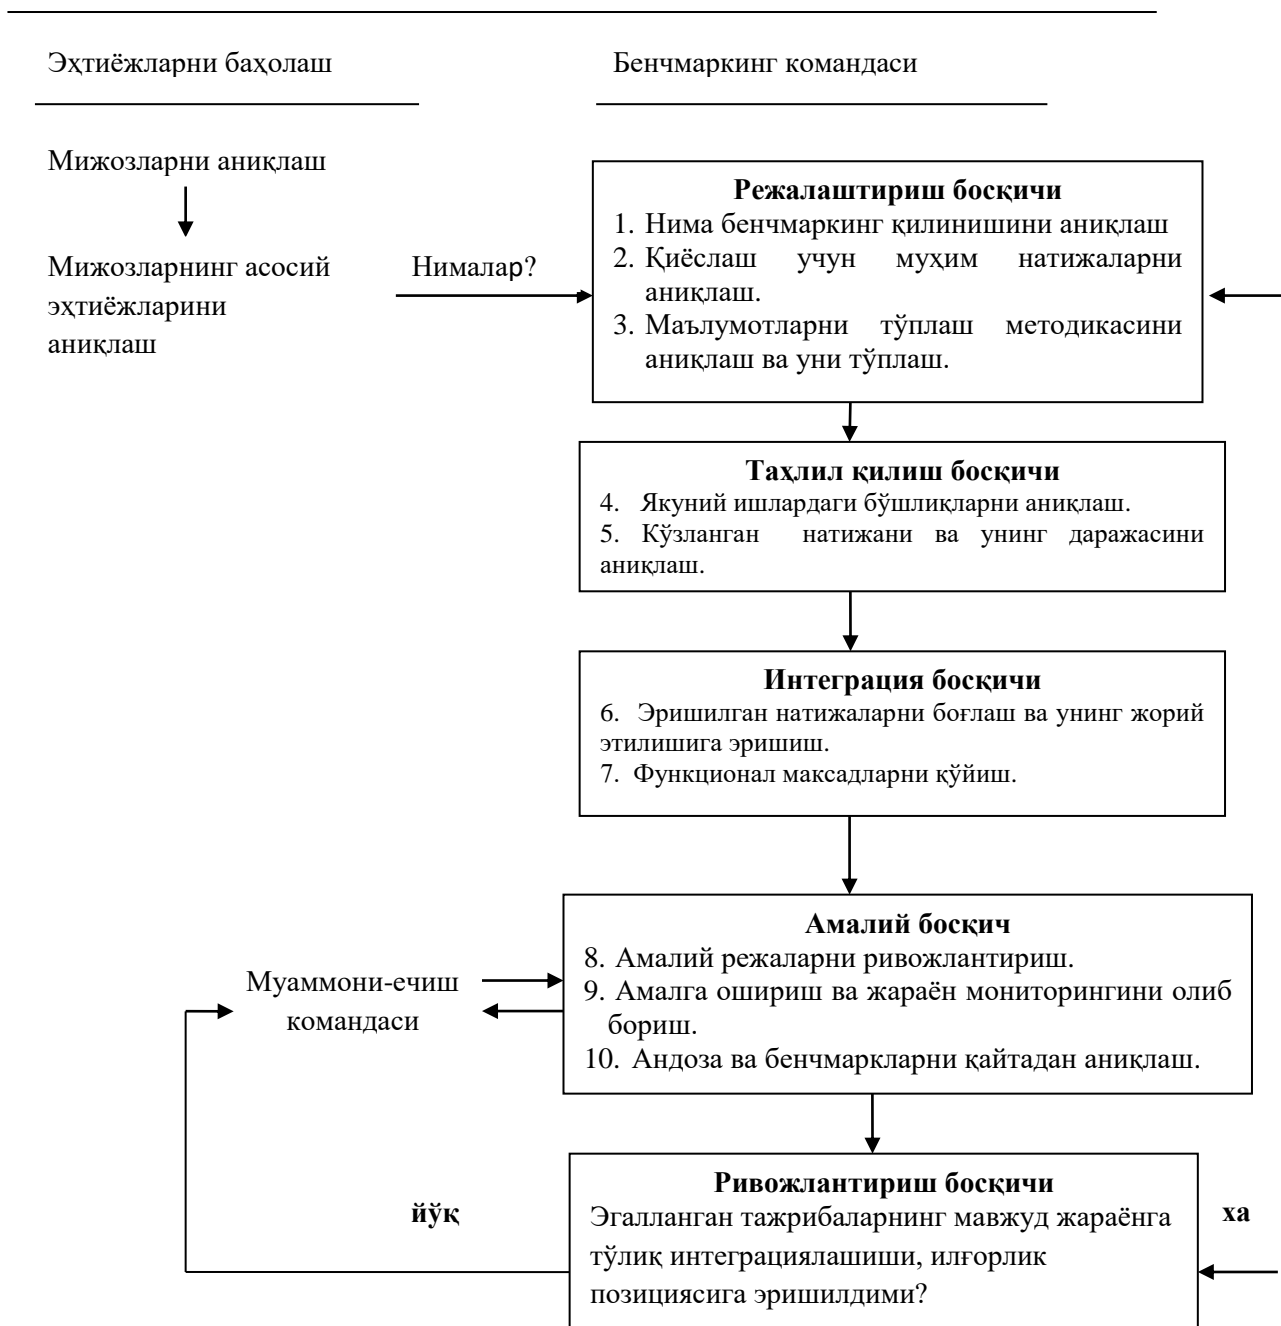 Эҳтиёжларни баҳолаш
Бенчмаркинг командаси
Мижозларни аниқлаш
Мижозларнинг асосий
эҳтиёжларини
аниқлаш
Нималар?
Режалаштириш босқичи
1. Нима бенчмаркинг қилинишини аниқлаш
2. Қиёслаш учун муҳим натижаларни
аниқлаш.
3. Маълумотларни тўплаш методикасини
аниқлаш ва уни тўплаш.
Таҳлил қилиш босқичи
4. Якуний ишлардаги бўшлиқларни аниқлаш.
5. Кўзланган натижани ва унинг даражасини
аниқлаш.
Интеграция босқичи
6. Эришилган натижаларни боғлаш ва унинг жорий
этилишига эришиш.
7. Функционал максадларни қўйиш.
Амалий босқич
8. Амалий режаларни ривожлантириш.
9. Амалга ошириш ва жараён мониторингини олиб
бориш.
10. Андоза ва бенчмаркларни қайтадан аниқлаш.
Муаммони-ечиш
командаси
Ривожлантириш босқичи
Эгалланган тажрибаларнинг мавжуд жараёнга
тўлиқ интеграциялашиши, илғорлик
позициясига эришилдими?
йўқ
ха